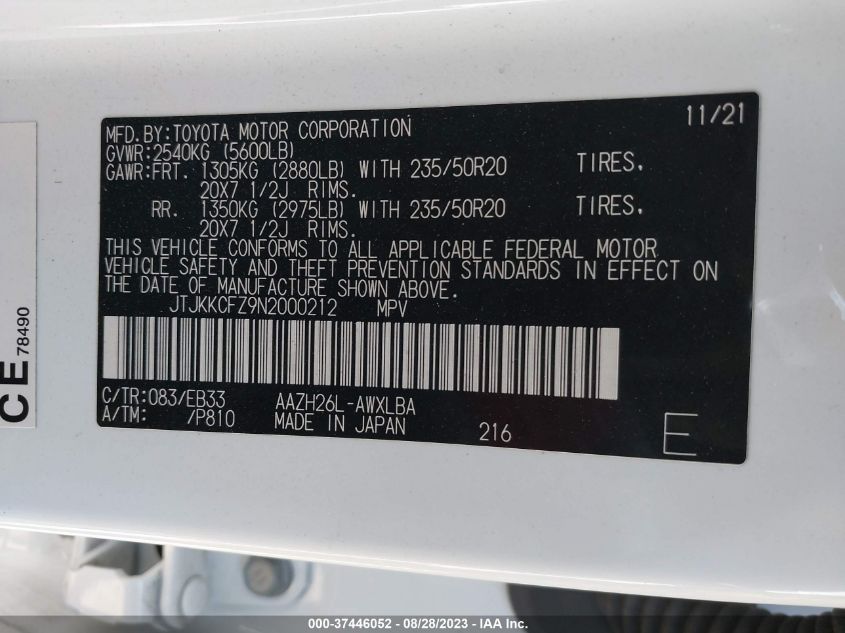 11/21
MFD.BY:TOYOTA MOTOR CORPORATION
GVWR:2540KG (5600LB)
GAWR:FRT. 1305KG (2880LB) WITH 235/50R20 TIRES.
20X7 1/2J RIMS.
RR. 1350KG (2975LB) WITH 235/50R20 TIRES.
20X7 1/2J RIMS.
THIS VEHICLE CONFORMS TO ALL APPLICABLE FEDERAL MOTOR
VEHICLE SAFETY AND THEFT PREVENTION STANDARDS IN EFFECT ON
THE DATE OF MANUFACTURE SHOWN ABOVE.
JTJKKCFZ9N2000212 MPV
C/TR:083/EB33 AAZH26L-AWXLBA
A/TM: /P810 MADE IN JAPAN 216 E
CE 78490
000-37446052 - 08/28/2023 - IAA Inc.